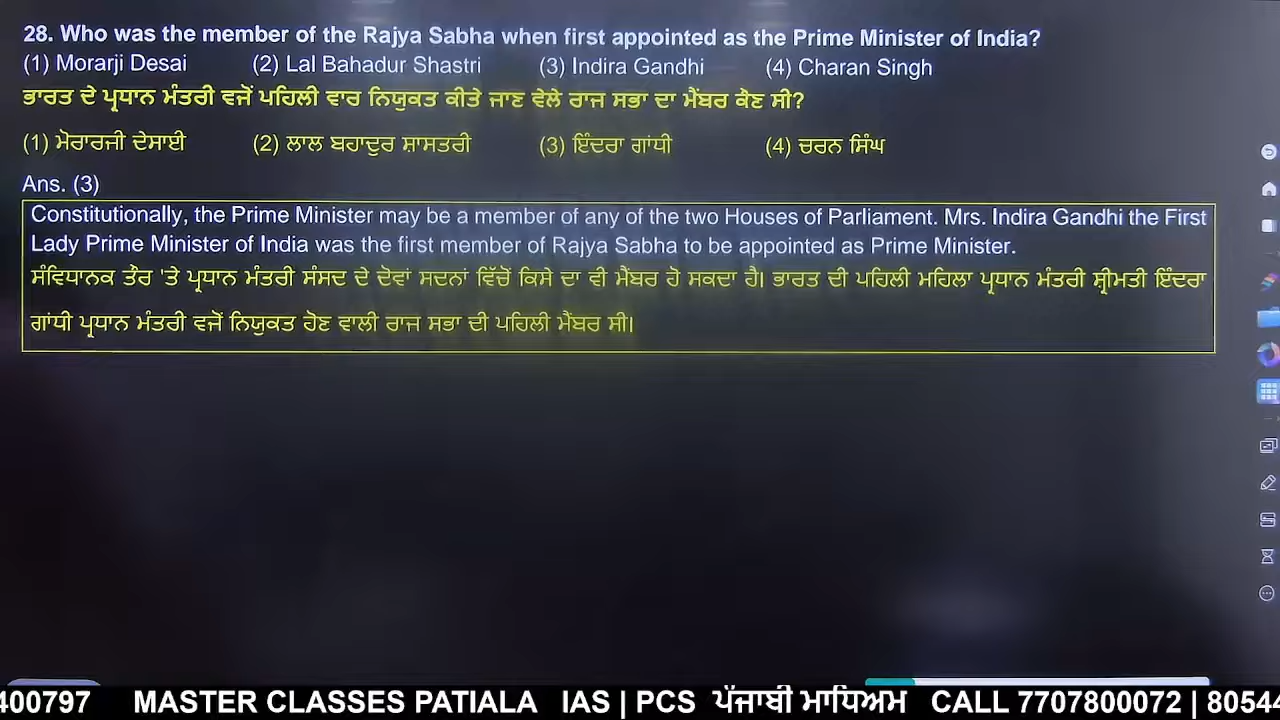 28. Who was the member of the Rajya Sabha when first appointed as the Prime Minister of India?
(1) Morarji Desai (2) Lal Bahadur Shastri (3) Indira Gandhi (4) Charan Singh
ਭਾਰਤ ਦੇ ਪ੍ਰਧਾਨ ਮੰਤਰੀ ਵਜੋਂ ਪਹਿਲੀ ਵਾਰ ਨਿਯੁਕਤ ਕੀਤੇ ਜਾਣ ਵੇਲੇ ਰਾਜ ਸਭਾ ਦਾ ਮੈਂਬਰ ਕੌਣ ਸੀ?
(1) ਮੋਰਾਰਜੀ ਦੇਸਾਈ (2) ਲਾਲ ਬਹਾਦੁਰ ਸ਼ਾਸਤਰੀ (3) ਇੰਦਰਾ ਗਾਂਧੀ (4) ਚਰਨ ਸਿੰਘ
Ans. (3)
Constitutionally, the Prime Minister may be a member of any of the two Houses of Parliament. Mrs. Indira Gandhi the First
Lady Prime Minister of India was the first member of Rajya Sabha to be appointed as Prime Minister.
ਸੰਵਿਧਾਨਕ ਤੌਰ 'ਤੇ ਪ੍ਰਧਾਨ ਮੰਤਰੀ ਸੰਸਦ ਦੇ ਦੋਵਾਂ ਸਦਨਾਂ ਵਿੱਚੋਂ ਕਿਸੇ ਦਾ ਵੀ ਮੈਂਬਰ ਹੋ ਸਕਦਾ ਹੈ। ਭਾਰਤ ਦੀ ਪਹਿਲੀ ਮਹਿਲਾ ਪ੍ਰਧਾਨ ਮੰਤਰੀ ਸ਼੍ਰੀਮਤੀ ਇੰਦਰਾ
ਗਾਂਧੀ ਪ੍ਰਧਾਨ ਮੰਤਰੀ ਵਜੋਂ ਨਿਯੁਕਤ ਹੋਣ ਵਾਲੀ ਰਾਜ ਸਭਾ ਦੀ ਪਹਿਲੀ ਮੈਂਬਰ ਸੀ।
400797 MASTER CLASSES PATIALA IAS | PCS ਪੰਜਾਬੀ ਮਾਧਿਅਮ CALL 7707800072 | 80544